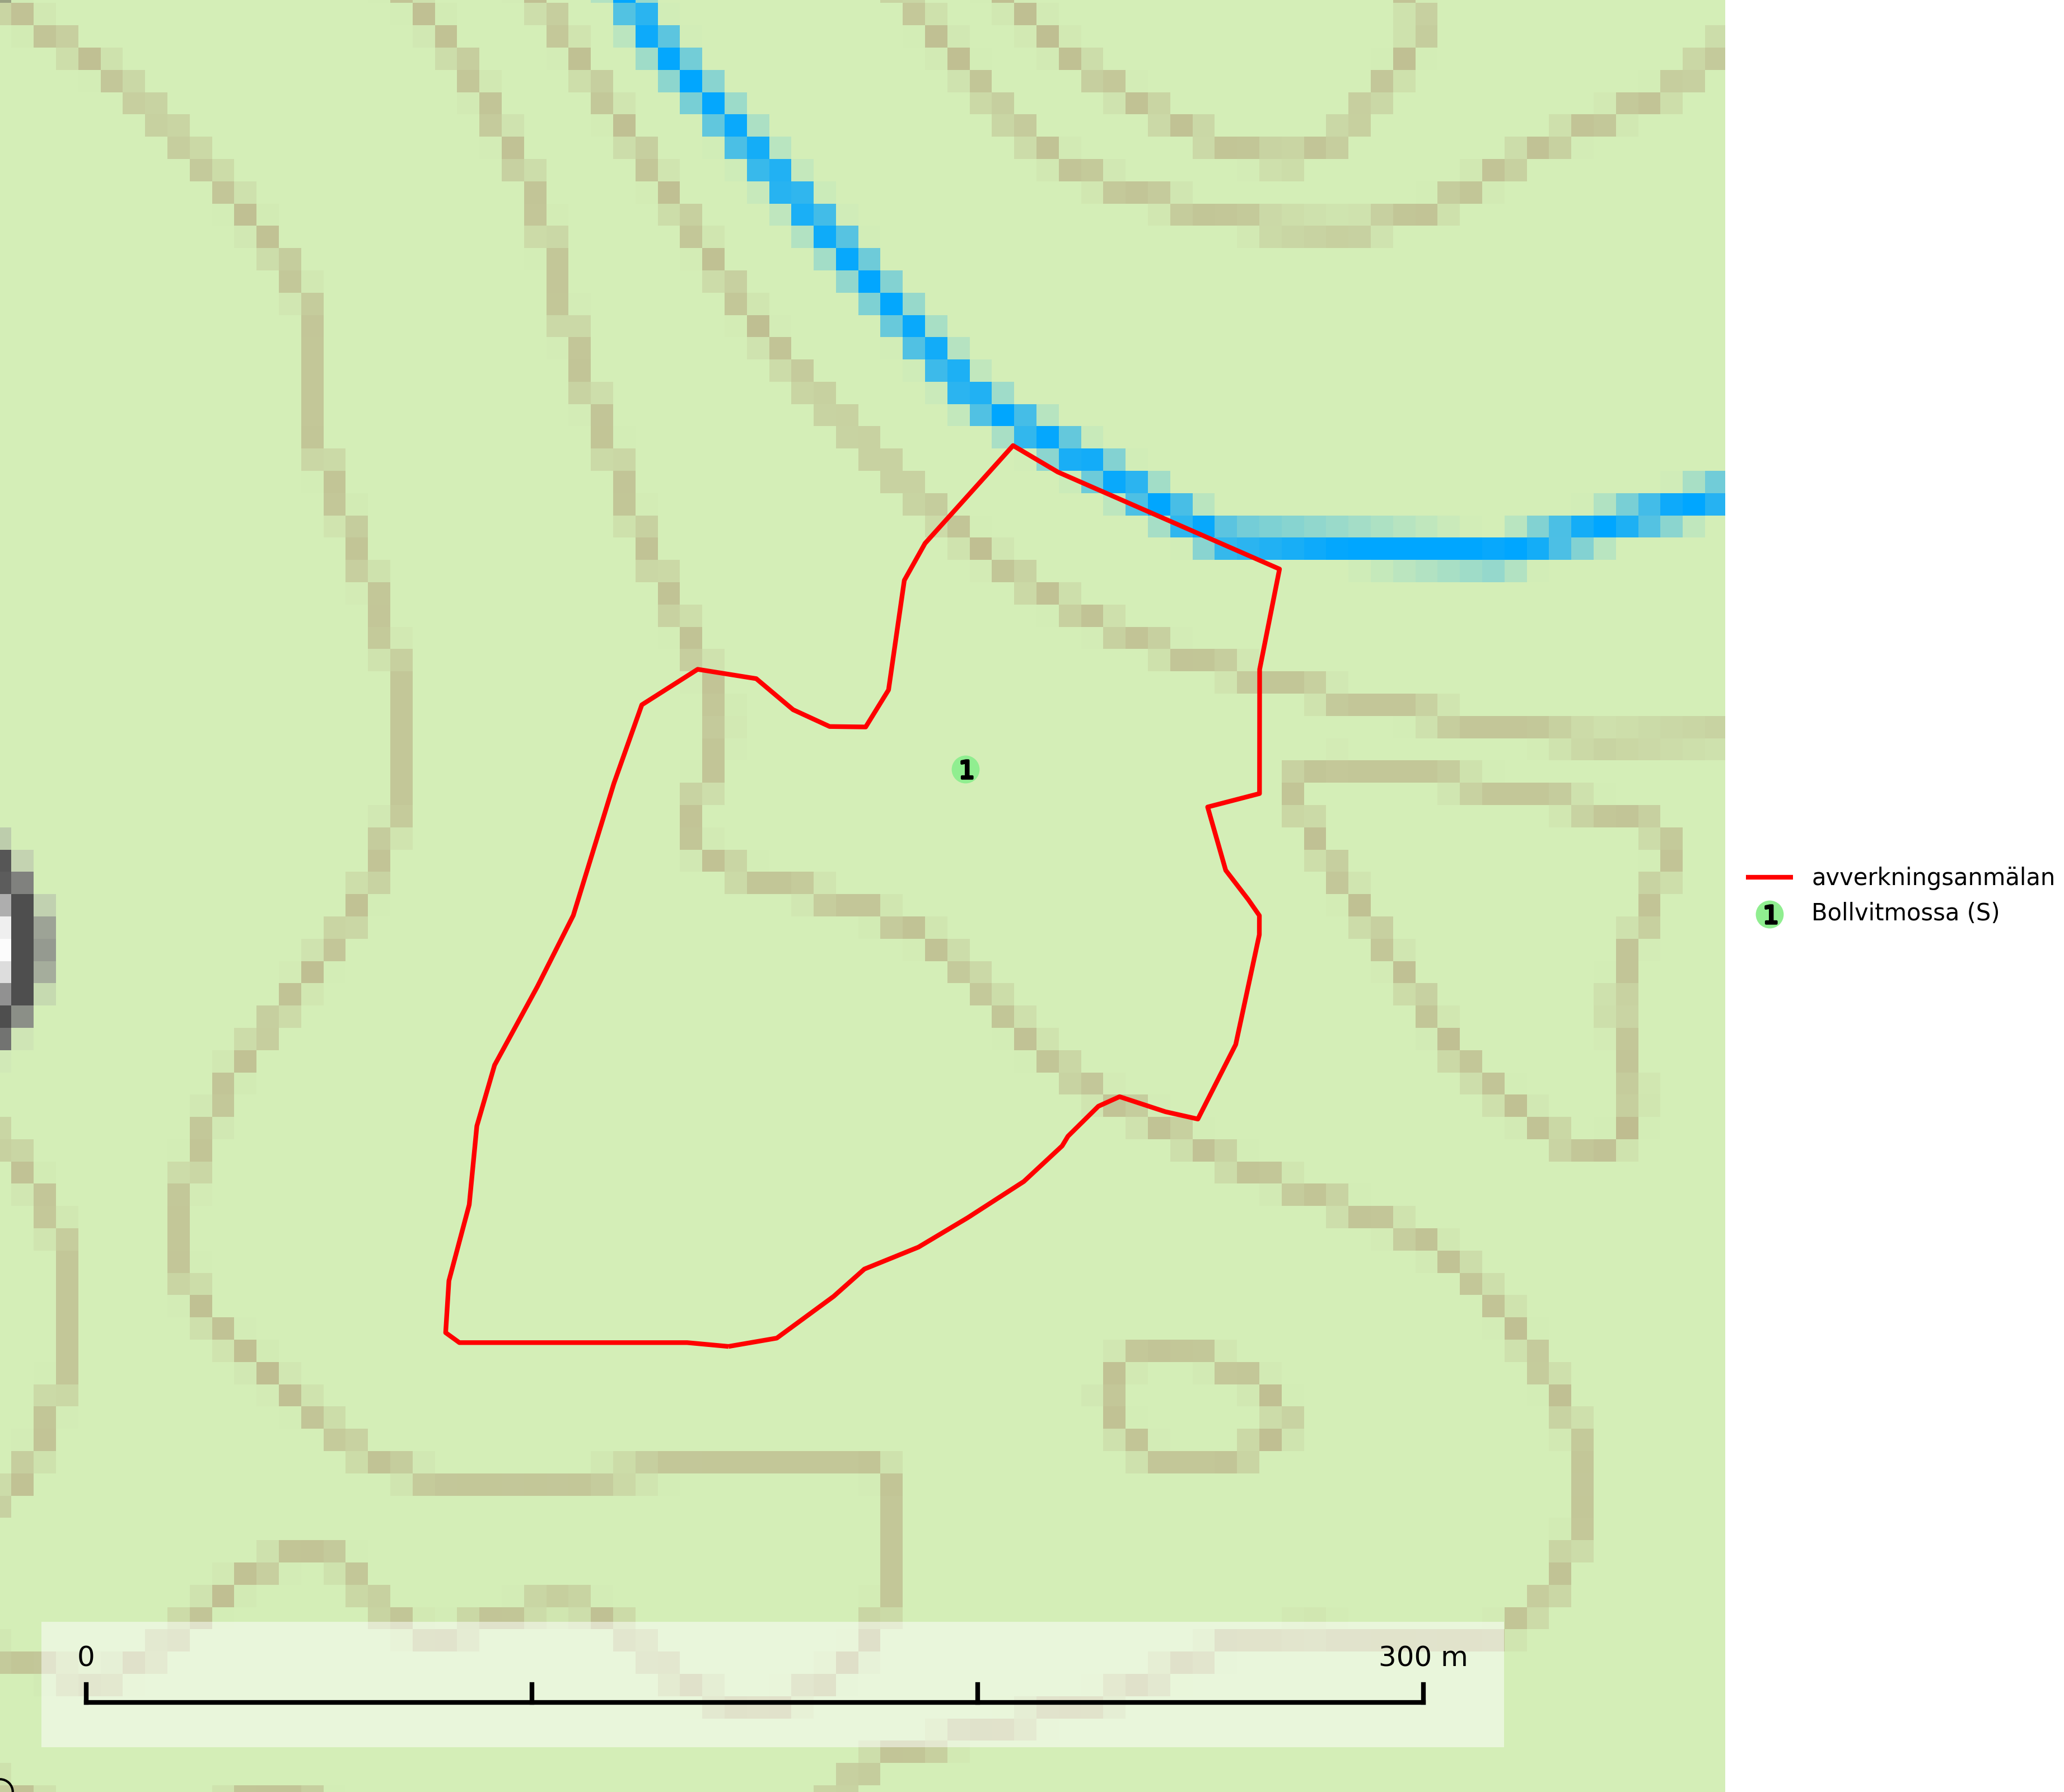 1
avverkningsanmälan
1 Bollvitmossa (S)
0 300 m